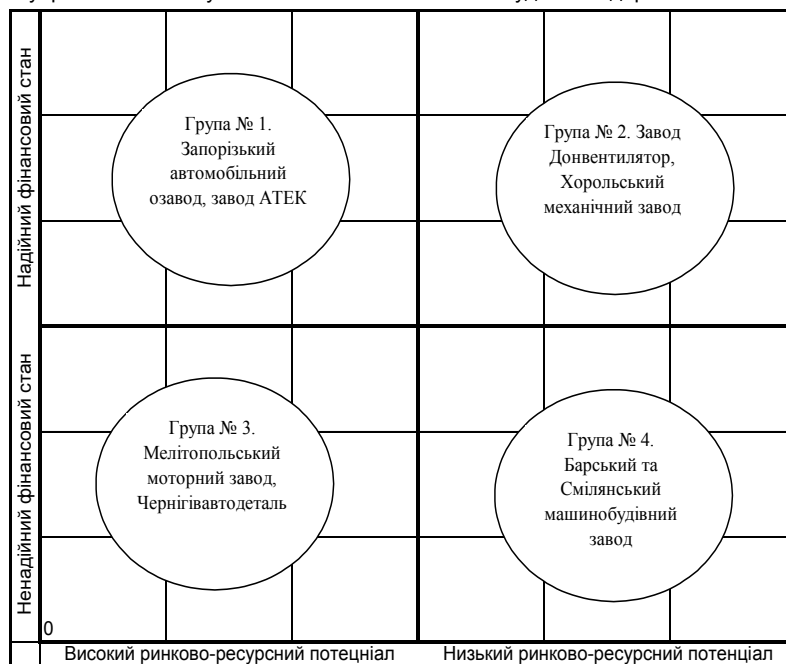 Надійний фінансовий стан
Група № 1.
Запорізький
автомобільний
озавод, завод АТЕК
Група № 2. Завод
Донвентилятор,
Хорольський
механічний завод
Ненадійний фінансовий стан
Група № 3.
Мелітопольський
моторний завод,
Чернігівавтодеталь
Група № 4.
Барський та
Смілянський
машинобудівний
завод
0
Високий ринково-ресурсний потецніал
Низький ринково-ресурсний потенціал